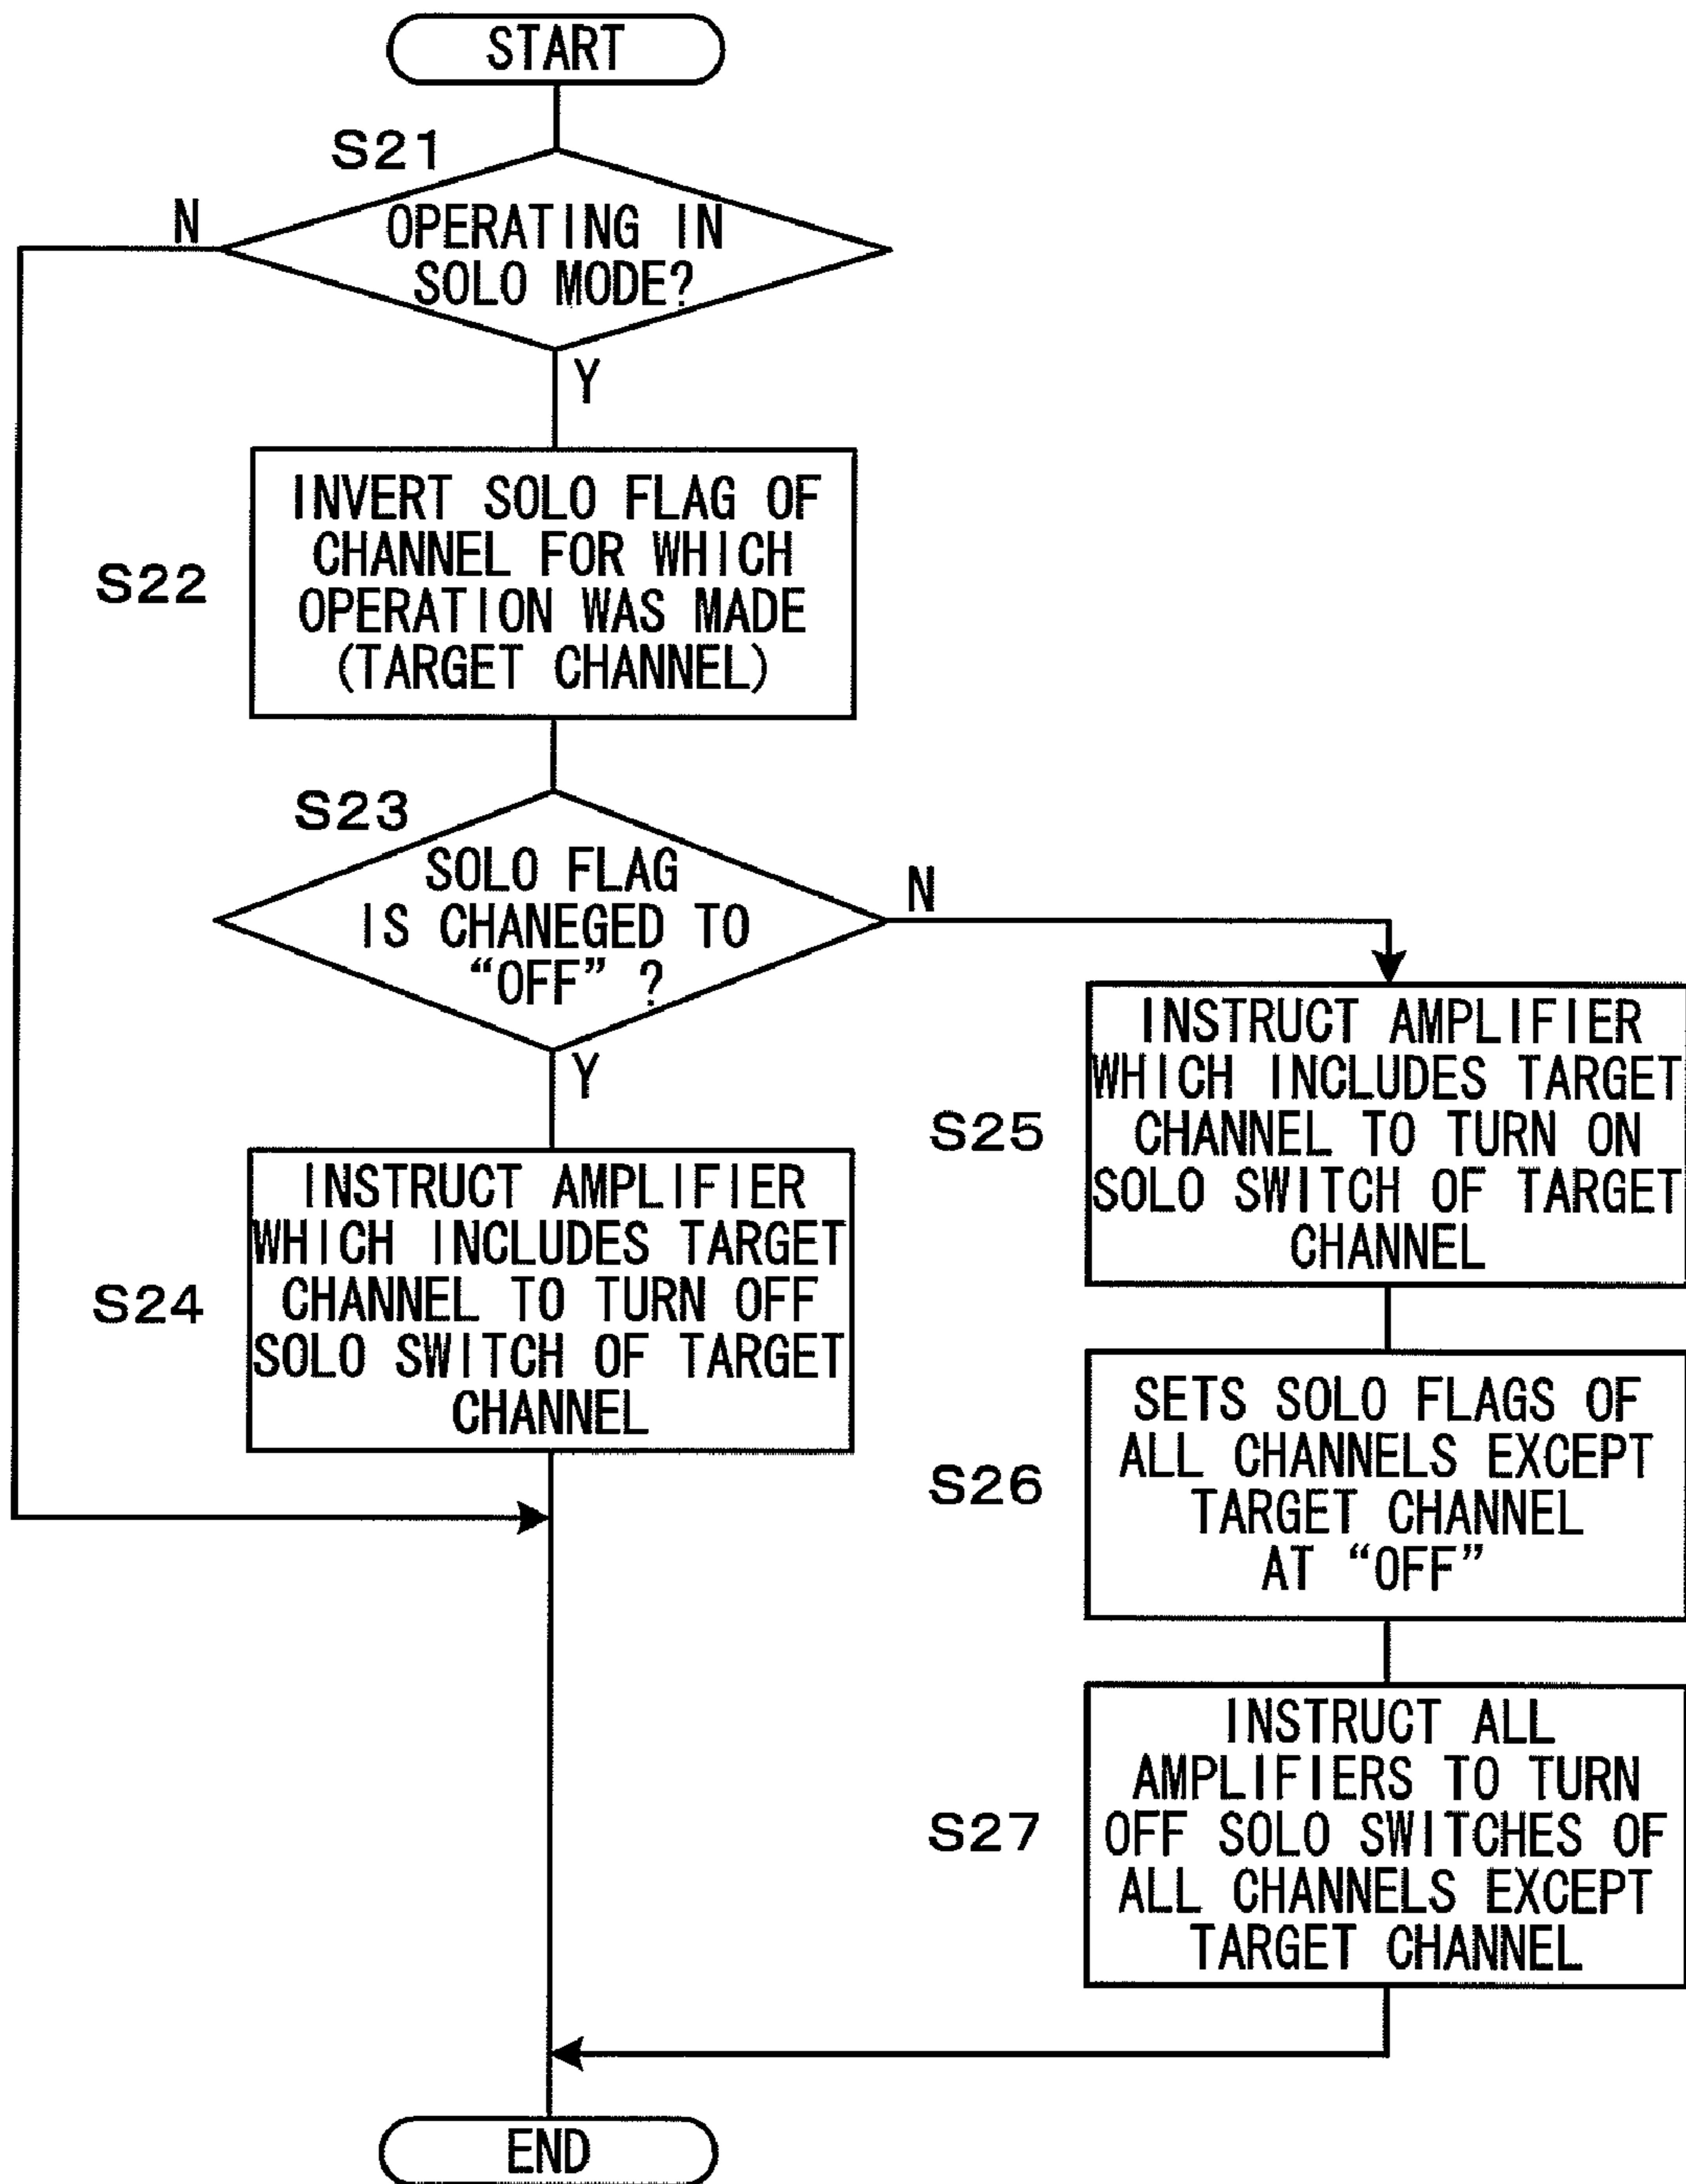 START
S21
OPERATING IN
SOLO MODE?
N
Y
S22
INVERT SOLO FLAG OF
CHANNEL FOR WHICH
OPERATION WAS MADE
(TARGET CHANNEL)
S23
SOLO FLAG
IS CHANEGED TO
“OFF” ?
N
Y
S24
INSTRUCT AMPLIFIER
WHICH INCLUDES TARGET
CHANNEL TO TURN OFF
SOLO SWITCH OF TARGET
CHANNEL
S25
INSTRUCT AMPLIFIER
WHICH INCLUDES TARGET
CHANNEL TO TURN ON
SOLO SWITCH OF TARGET
CHANNEL
S26
SETS SOLO FLAGS OF
ALL CHANNELS EXCEPT
TARGET CHANNEL
AT “OFF”
S27
INSTRUCT ALL
AMPLIFIERS TO TURN
OFF SOLO SWITCHES OF
ALL CHANNELS EXCEPT
TARGET CHANNEL
END